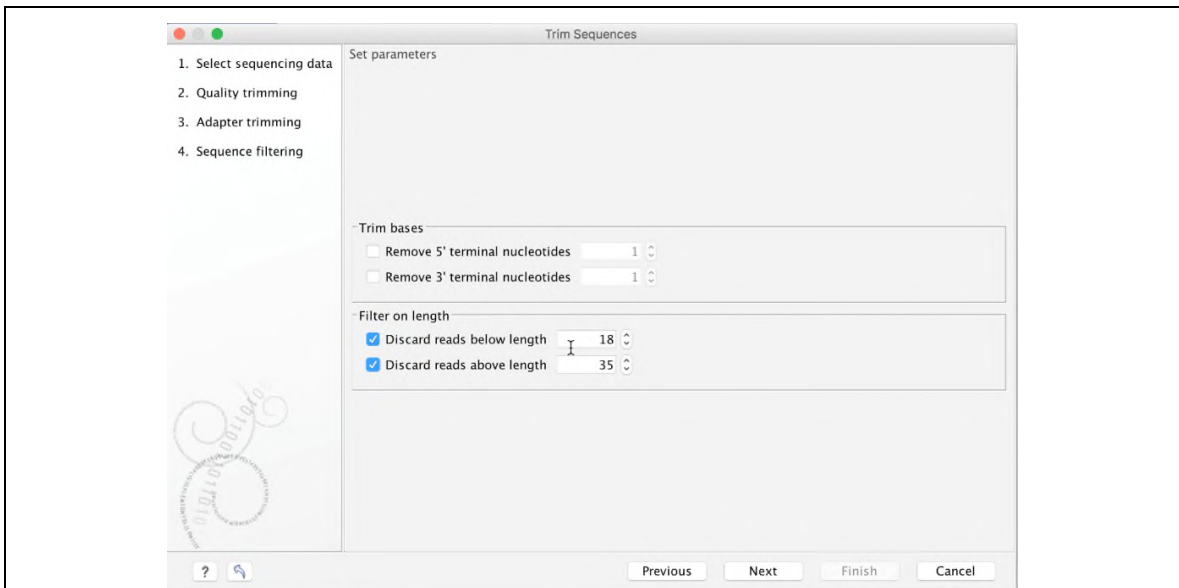 Trim Sequences
1. Select sequencing data
2. Quality trimming
3. Adapter trimming
4. Sequence filtering
Set parameters
Trim bases
Remove 5' terminal nucleotides 1
Remove 3' terminal nucleotides 1
Filter on length
Discard reads below length 18
Discard reads above length 35
? Previous Next Finish Cancel